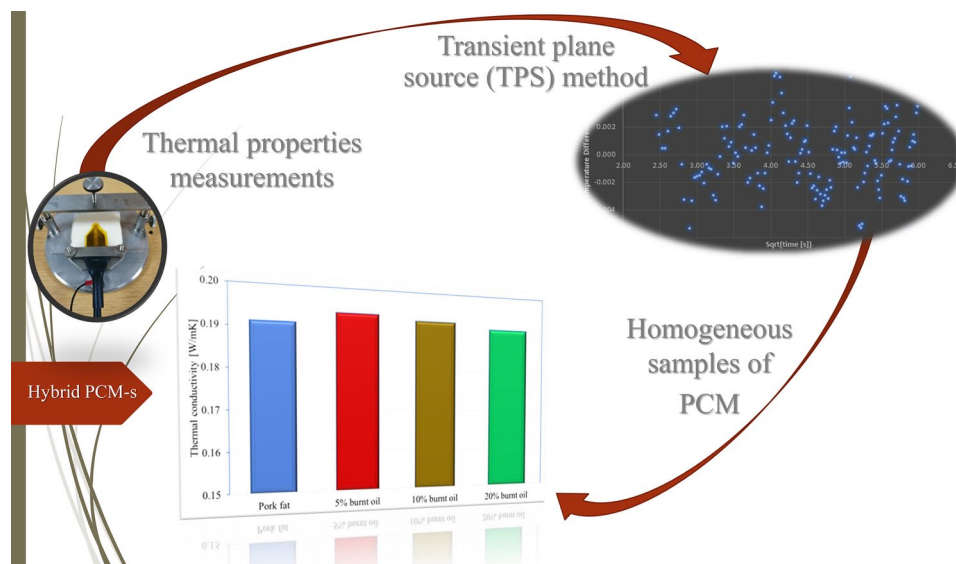 Transient plane
source (TPS) method
Thermal properties
measurements
0.002
0.000
-0.002
2.00 2.50 3.00 3.50 4.00 4.50 5.00 5.50 6.00
Sqrt(time [s])
Homogeneous
samples of
PCM
Hybrid PCM-s
Thermal conductivity [W/mK]
0.20
0.19
0.18
0.17
0.16
0.15
Pork fat 5% burnt oil 10% burnt oil 20% burnt oil